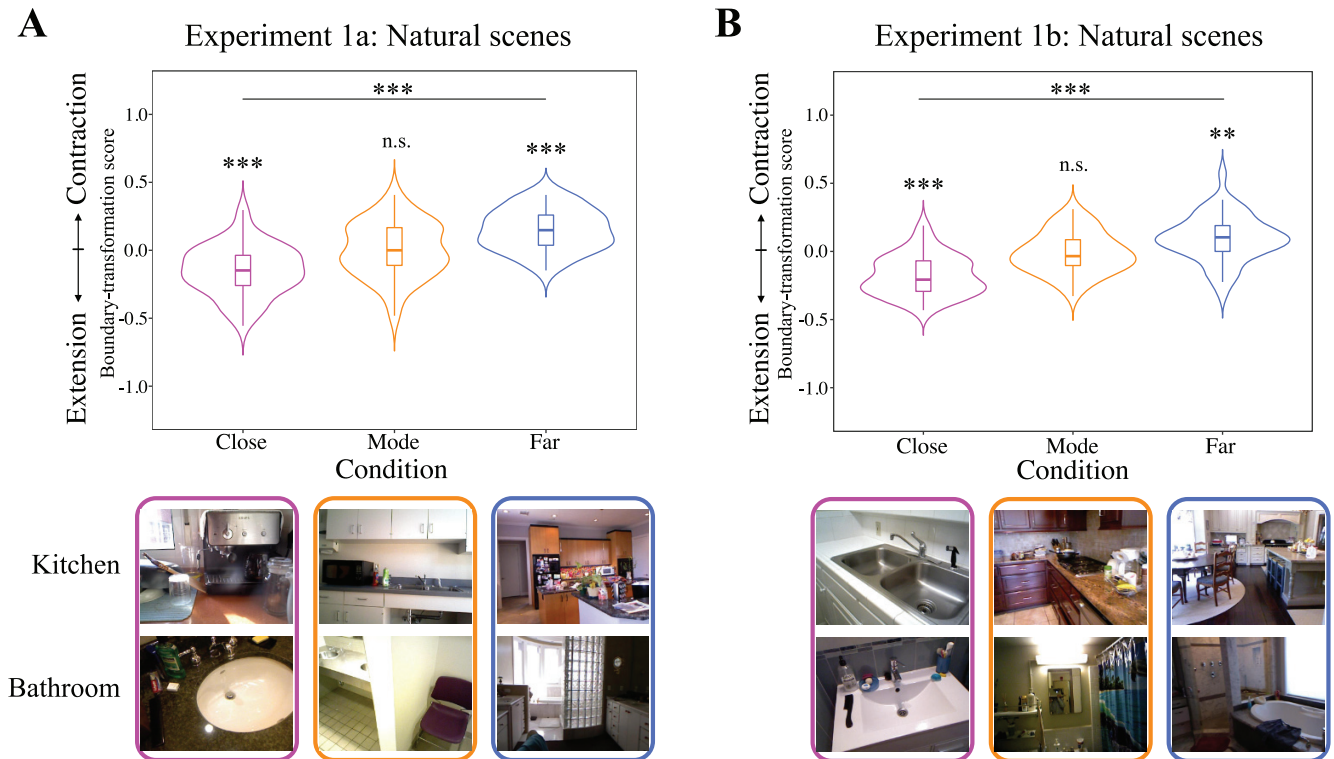 A
Experiment 1a: Natural scenes
Extension
Contraction
Boundary-transformation score
1.0
0.5
0.0
-0.5
-1.0
***
***
n.s.
***
Close
Mode
Far
Condition
B
Experiment 1b: Natural scenes
Extension
Contraction
Boundary-transformation score
1.0
0.5
0.0
-0.5
-1.0
***
***
n.s.
**
Close
Mode
Far
Condition
Kitchen
Bathroom